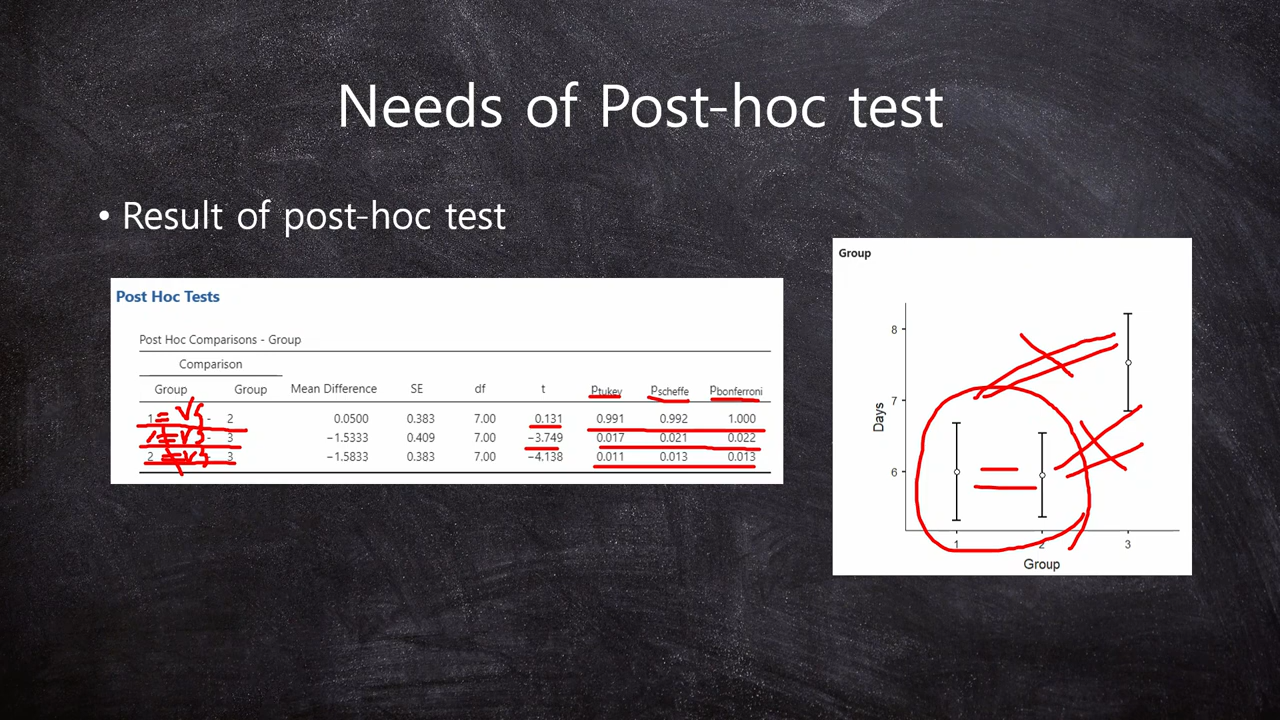 Needs of Post-hoc test
• Result of post-hoc test
Post Hoc Tests
Post Hoc Comparisons - Group
Comparison
Group Group Mean Difference SE df t Ptukey Pscheffe Pbonferroni
1 = VS - 2 0.0500 0.383 7.00 0.131 0.991 0.992 1.000
1 ≠ VS - 3 −1.5333 0.409 7.00 −3.749 0.017 0.021 0.022
2 ≠ VS - 3 −1.5833 0.383 7.00 −4.138 0.011 0.013 0.013
Group
8
7
6
Days
1 2 3
Group